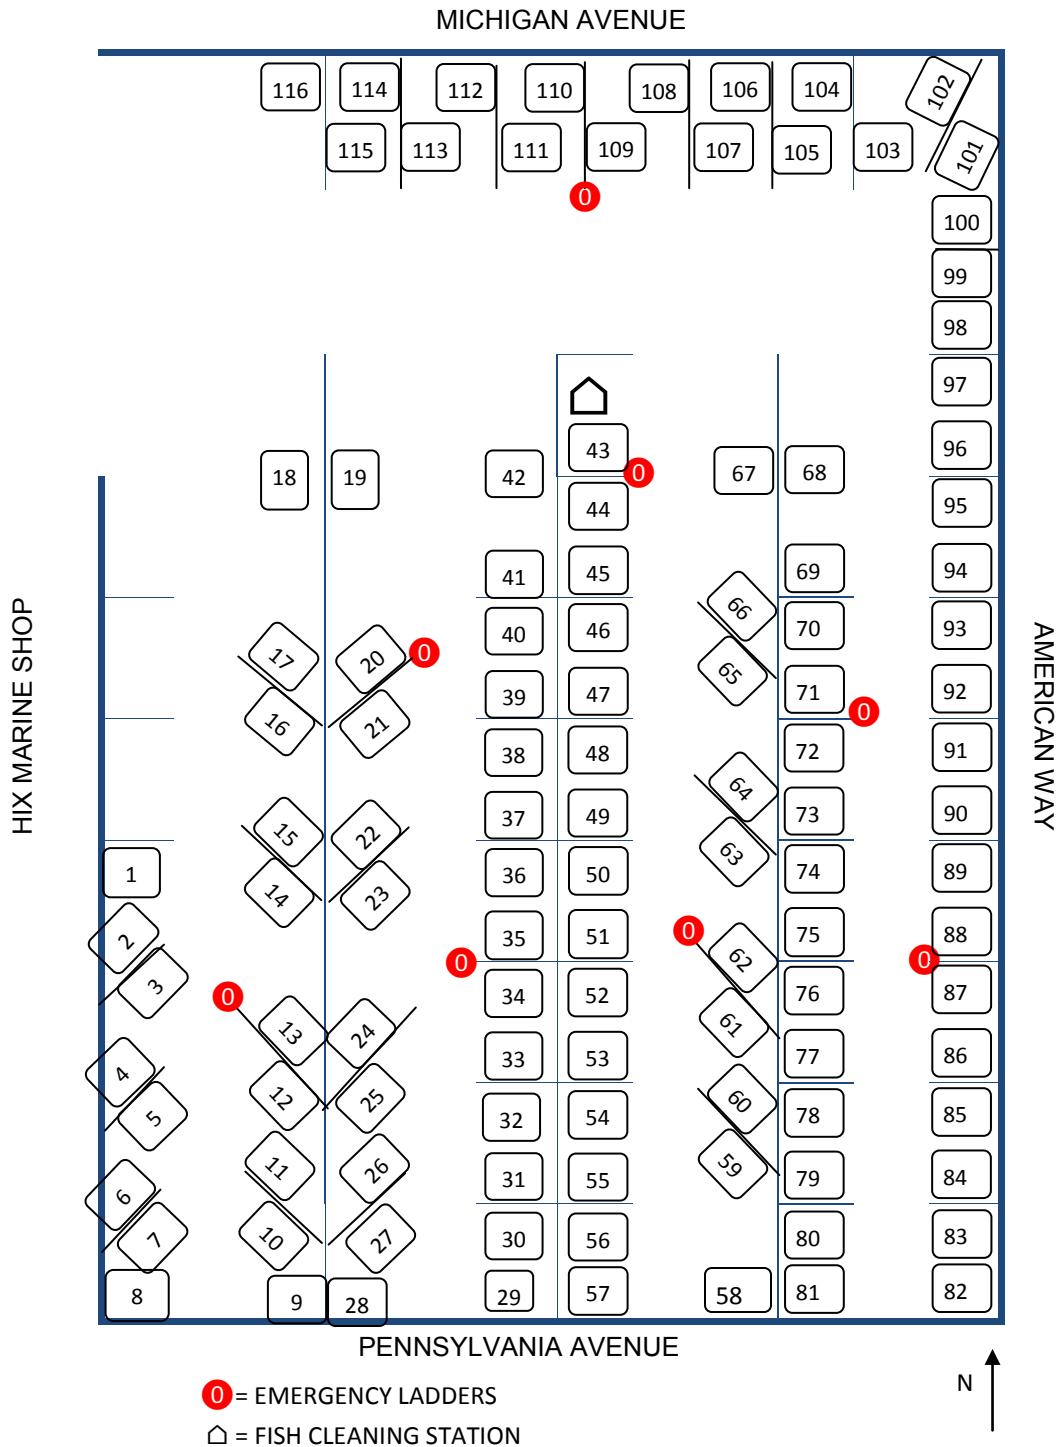 MICHIGAN AVENUE
116 114 112 110 108 106 104 102
115 113 111 109 107 105 103 101
0
100
99
98
97
43 96
18 19 42 0 67 68
44 95
41 45 69 94
40 46 66 70 93
17 20 0 65
39 47 71 92
16 21 0
38 48 72 91
64
15 22 37 49 73 90
63
1 14 23 36 50 74 89
2 35 51 0 62 75 88
0 0
3 0 34 52 76 87
13 24 61
4 33 53 77 86
12 25 60
5 32 54 78 85
11 26 59
6 31 55 79 84
7 10 27 30 56 80 83
8 9 28 29 57 58 81 82
HIX MARINE SHOP
AMERICAN WAY
PENNSYLVANIA AVENUE
N
0 = EMERGENCY LADDERS
= FISH CLEANING STATION